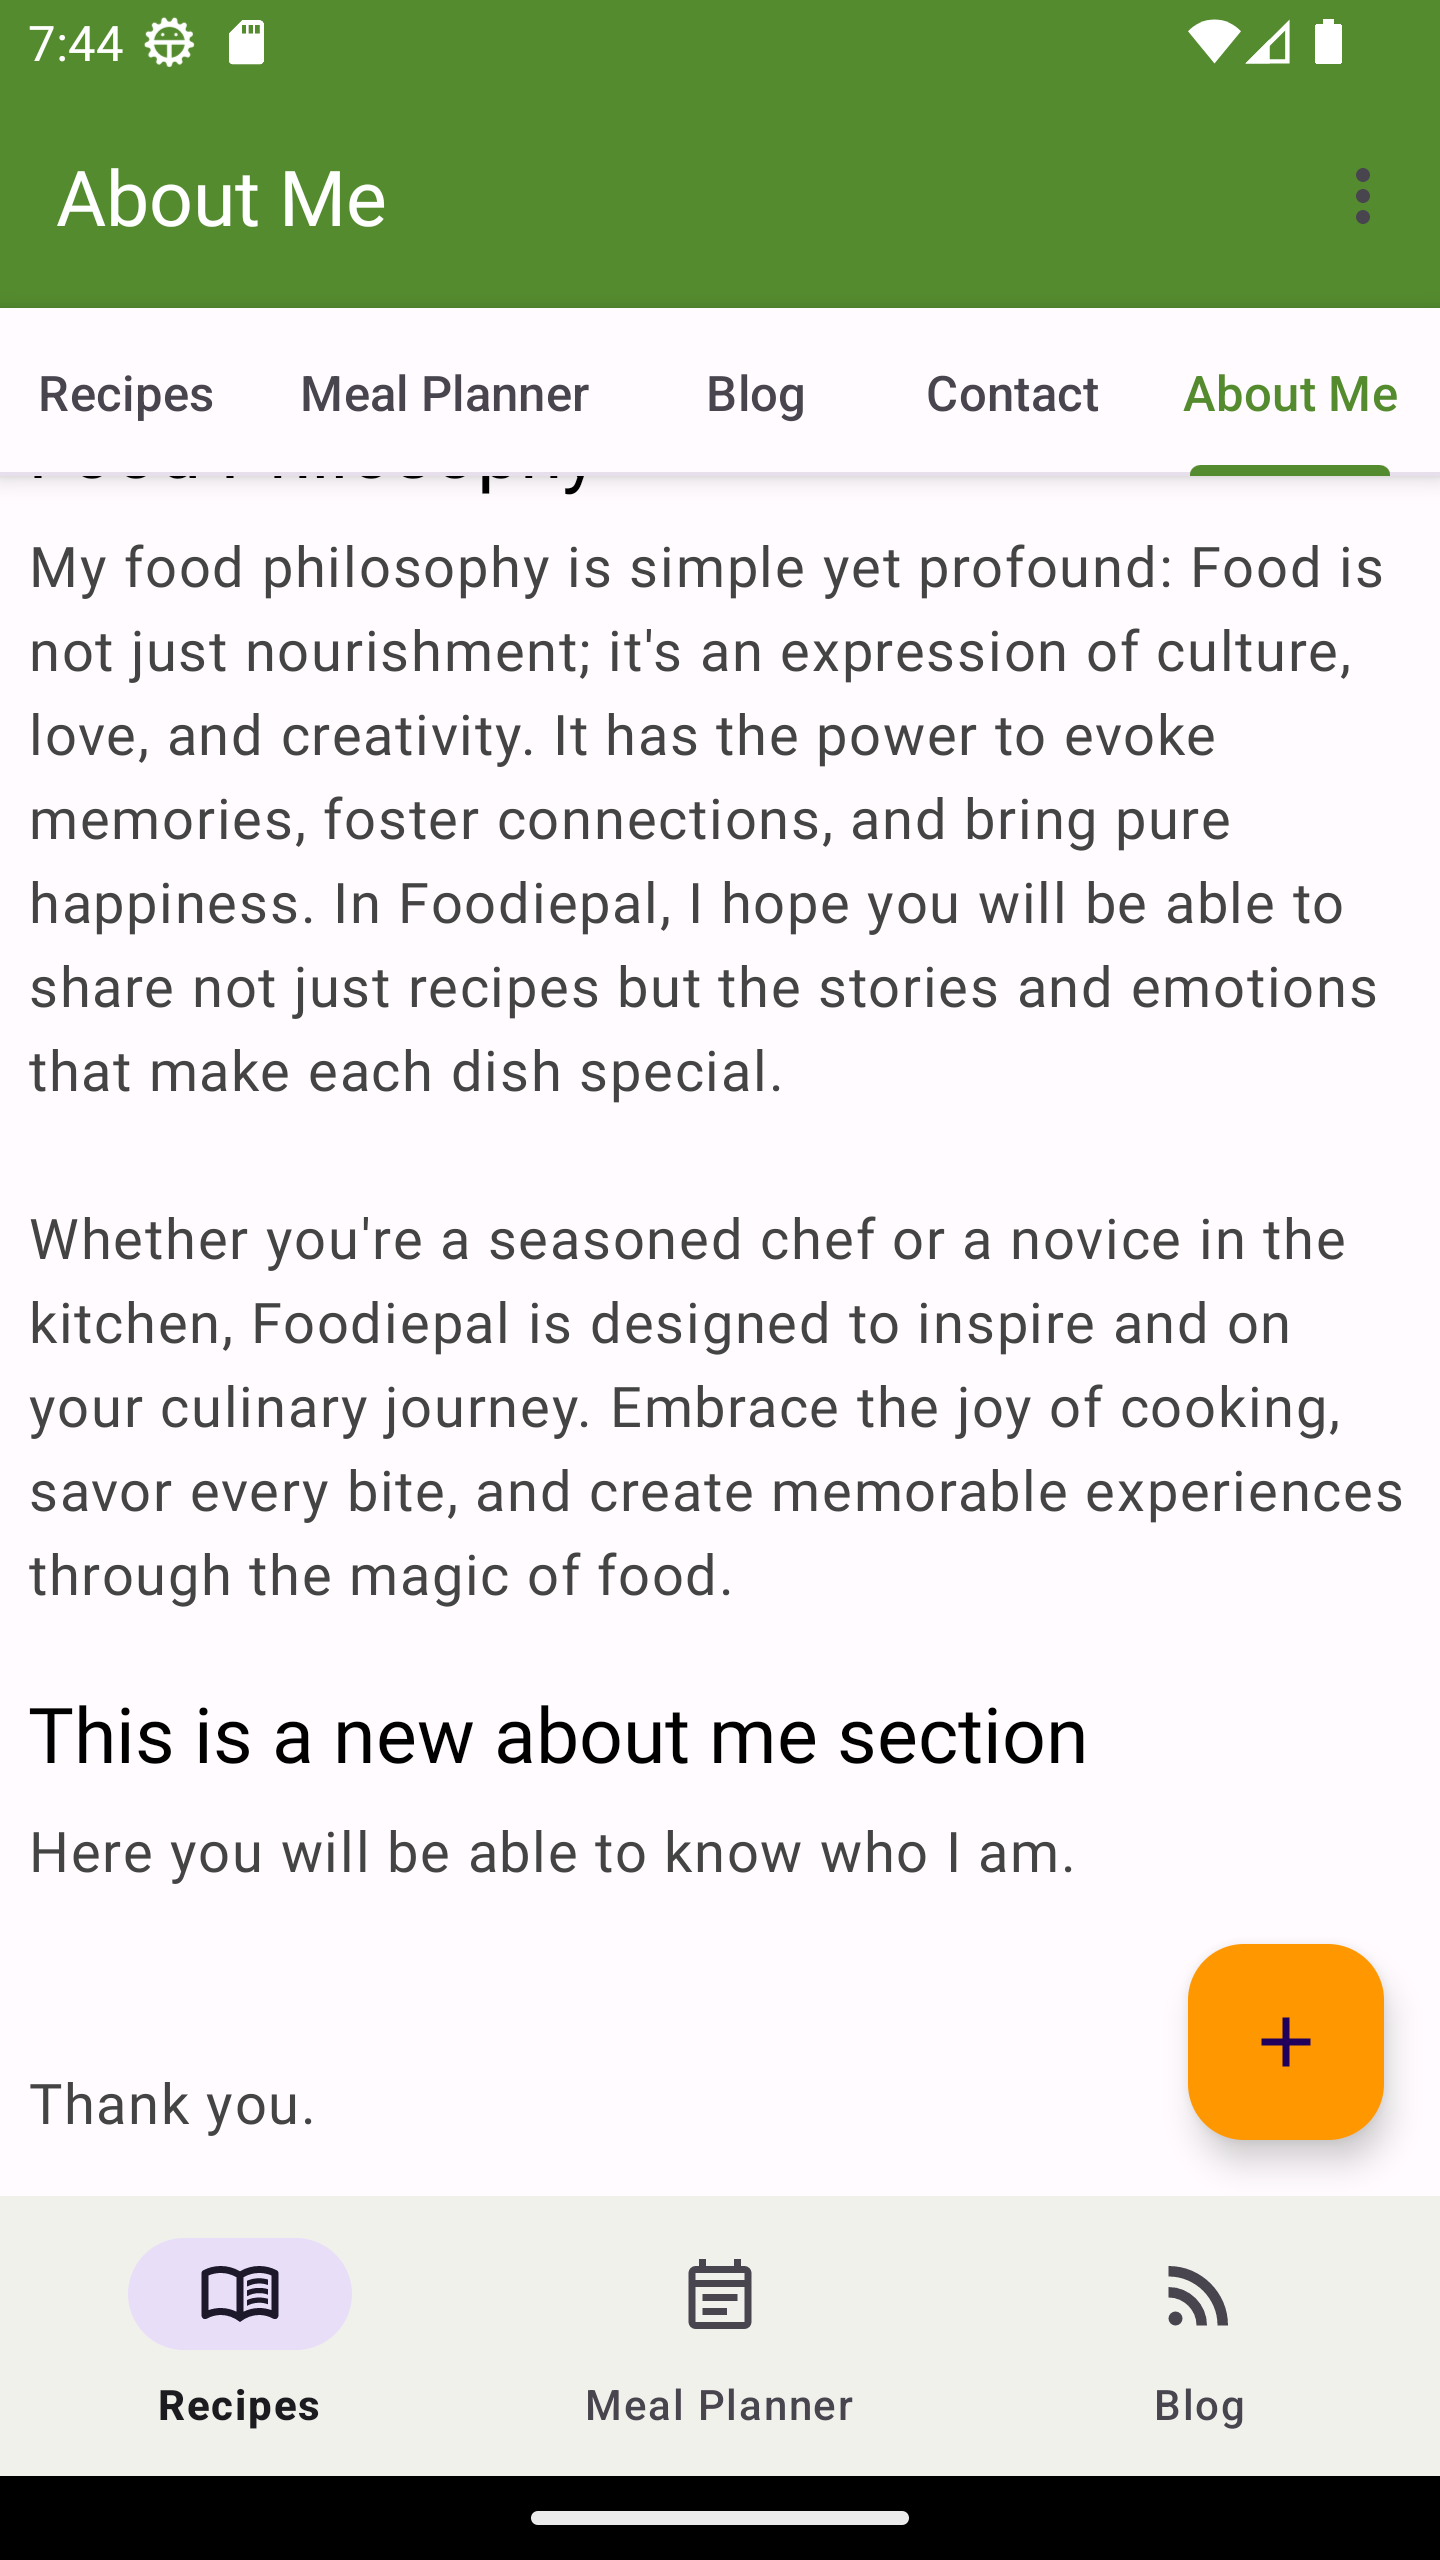 7:44
About Me
Recipes Meal Planner Blog Contact About Me
Food Philosophy
My food philosophy is simple yet profound: Food is
not just nourishment; it's an expression of culture,
love, and creativity. It has the power to evoke
memories, foster connections, and bring pure
happiness. In Foodiepal, I hope you will be able to
share not just recipes but the stories and emotions
that make each dish special.
Whether you're a seasoned chef or a novice in the
kitchen, Foodiepal is designed to inspire and on
your culinary journey. Embrace the joy of cooking,
savor every bite, and create memorable experiences
through the magic of food.
This is a new about me section
Here you will be able to know who I am.
Thank you.
Recipes Meal Planner Blog